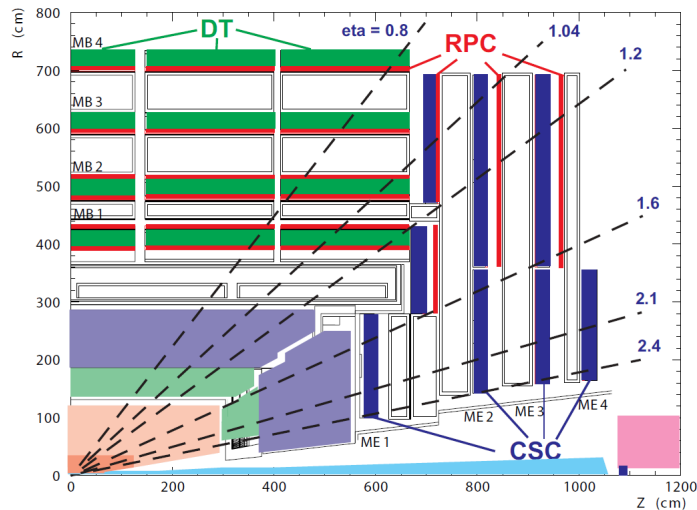 R (cm)
800
700
600
500
400
300
200
100
0
MB 4
MB 3
MB 2
MB 1
DT
eta = 0.8
RPC
1.04
1.2
1.6
2.1
2.4
ME 1
ME 2
ME 3
ME 4
CSC
0
200
400
600
800
1000
1200
Z (cm)